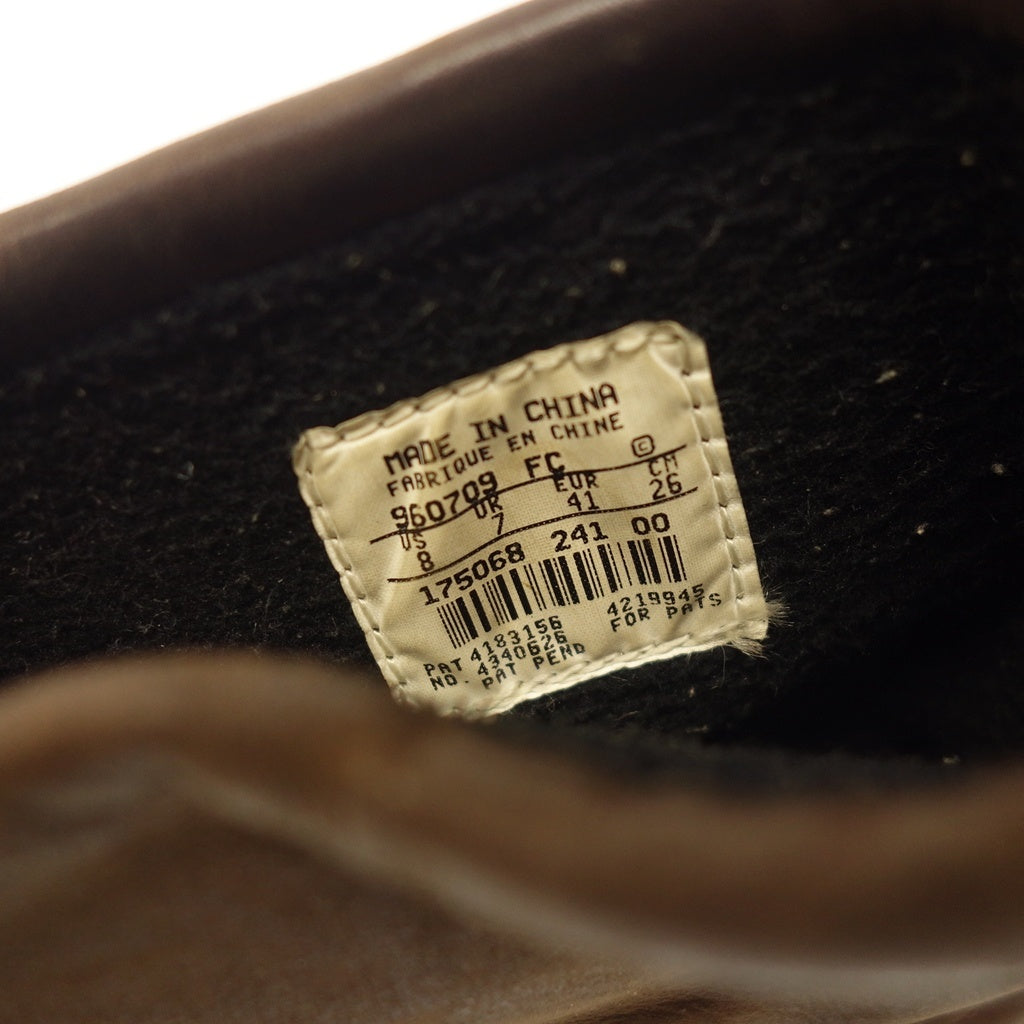 MADE IN CHINA
FABRIQUE EN CHINE
960709 FC ©
US UK EUR CM
8 7 41 26
175068 241 00
PAT 4183156 4219945
NO. 4340626 FOR PATS
PAT PEND